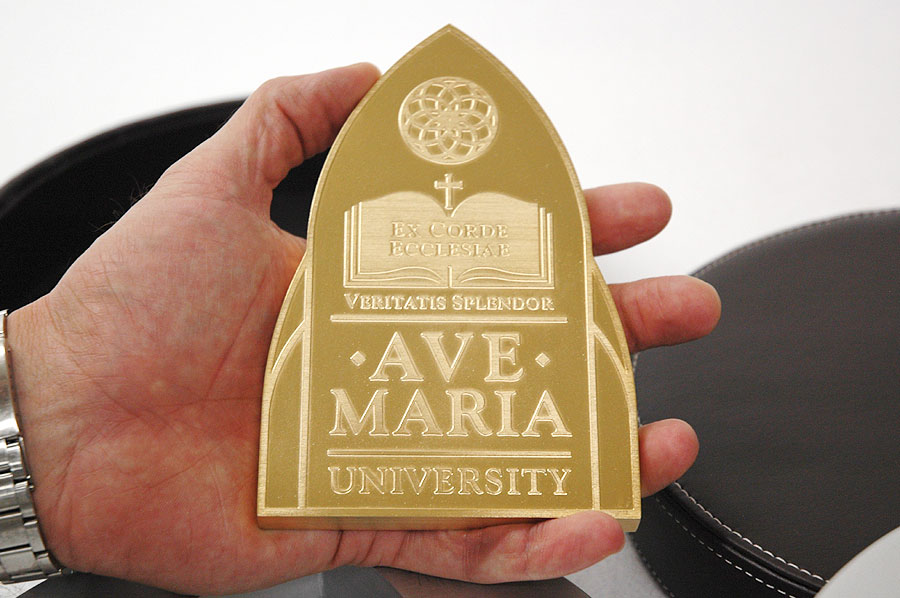 Ex Corde
Ecclesiae
Veritatis Splendor
· AVE ·
MARIA
UNIVERSITY